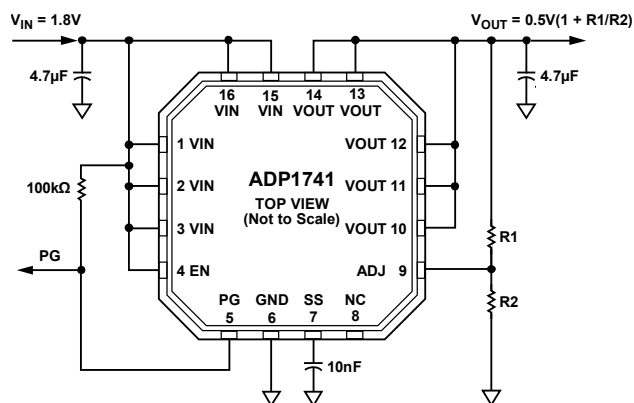 VIN = 1.8V
VOUT = 0.5V(1 + R1/R2)
4.7µF
4.7µF
16
15
14
13
VIN
VIN
VOUT
VOUT
1 VIN
VOUT 12
100kΩ
2 VIN
ADP1741
VOUT 11
TOP VIEW
(Not to Scale)
3 VIN
VOUT 10
R1
PG
4 EN
ADJ 9
R2
PG
GND
SS
NC
5
6
7
8
10nF